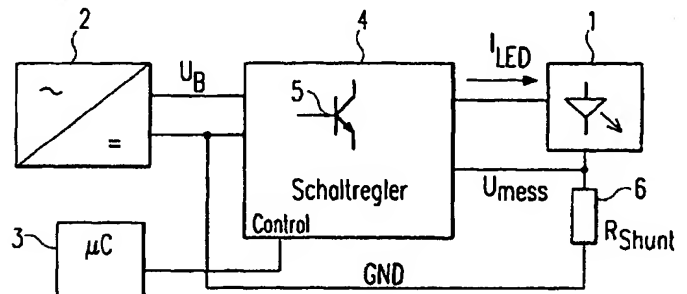 2
4
1
~
=
U_B
5
I_LED
Schaltregler
Control
U_mess
6
R_Shunt
3
µC
GND